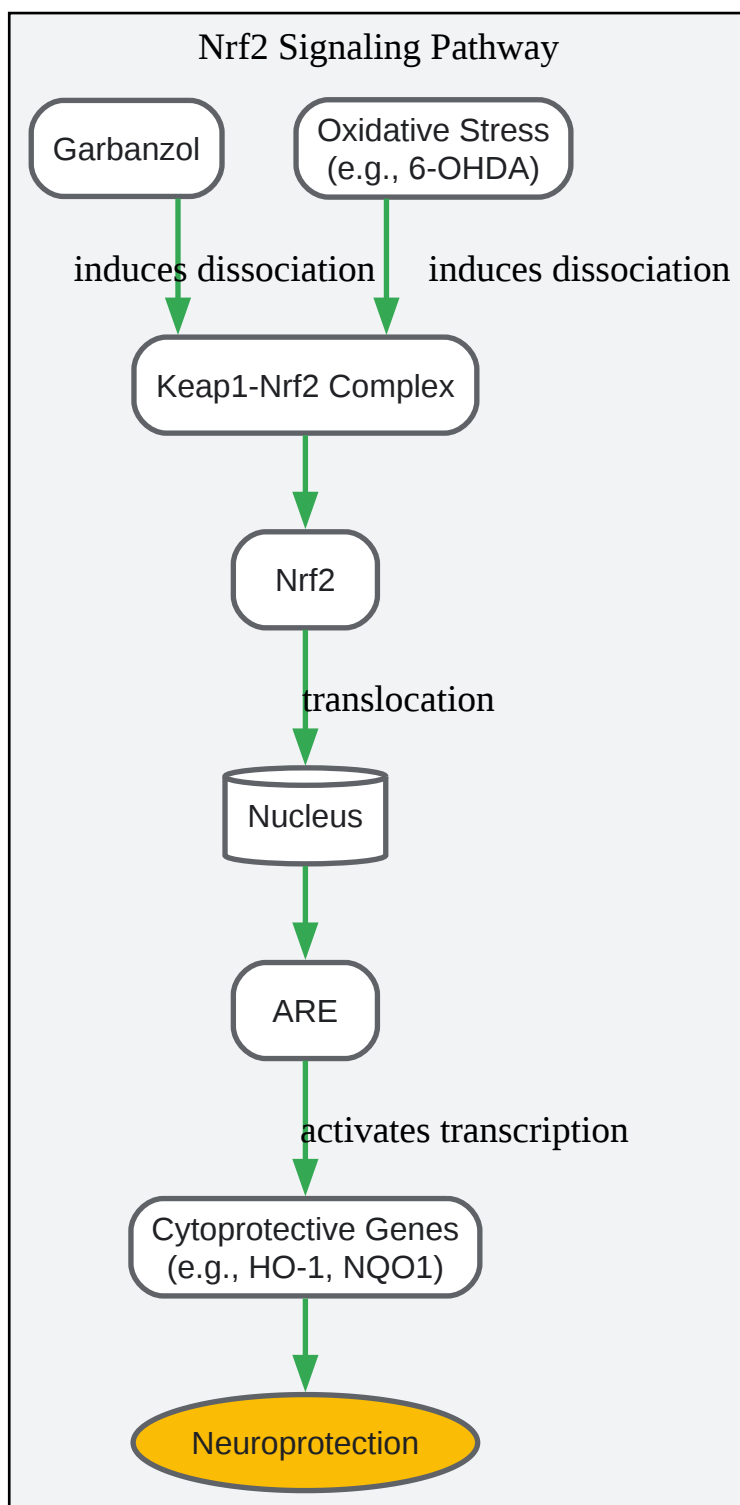 Nrf2 Signaling Pathway
Garbanzol
Oxidative Stress
(e.g., 6-OHDA)
induces dissociation
induces dissociation
Keap1-Nrf2 Complex
Nrf2
translocation
Nucleus
ARE
activates transcription
Cytoprotective Genes
(e.g., HO-1, NQO1)
Neuroprotection